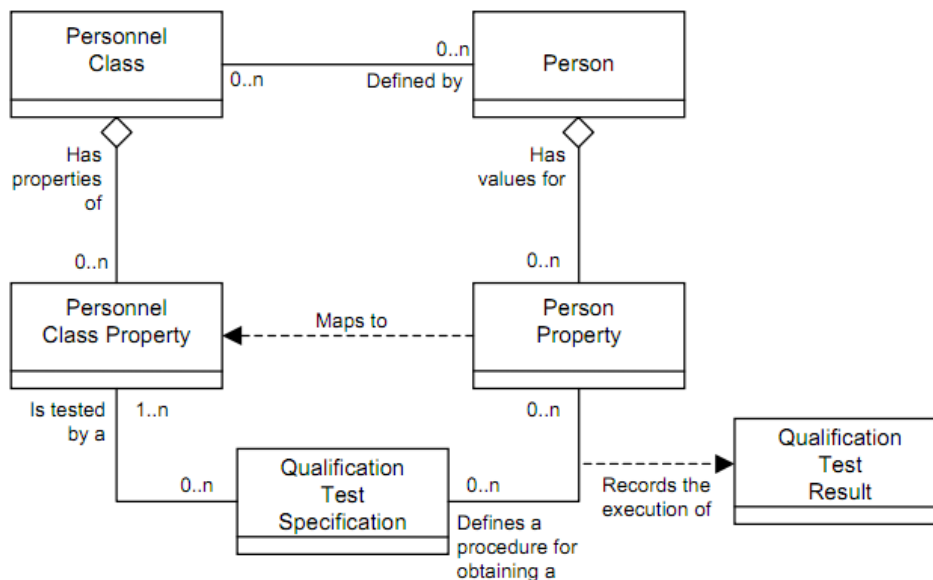 Personnel
Class
0..n
0..n
Defined by
Person
Has
properties
of
Has
values for
0..n
0..n
Personnel
Class Property
Maps to
Person
Property
Is tested
by a
1..n
0..n
Qualification
Test
Specification
0..n
0..n
Defines a
procedure for
obtaining a
Records the
execution of
Qualification
Test
Result